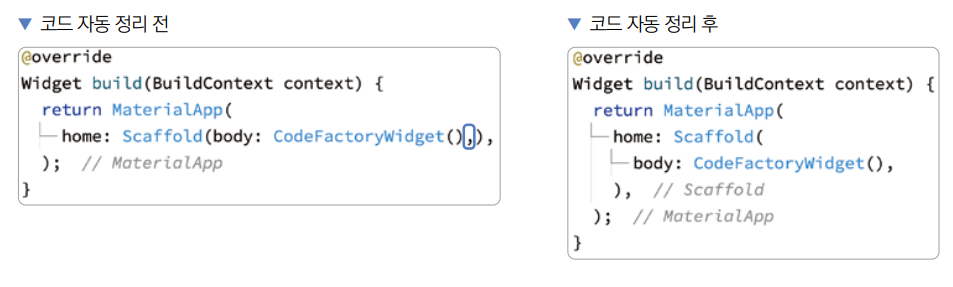 ▼ 코드 자동 정리 전
@override
Widget build(BuildContext context) {
  return MaterialApp(
    home: Scaffold(body: CodeFactoryWidget(),),
  );  // MaterialApp
}
▼ 코드 자동 정리 후
@override
Widget build(BuildContext context) {
  return MaterialApp(
    home: Scaffold(
      body: CodeFactoryWidget(),
    ),  // Scaffold
  );  // MaterialApp
}